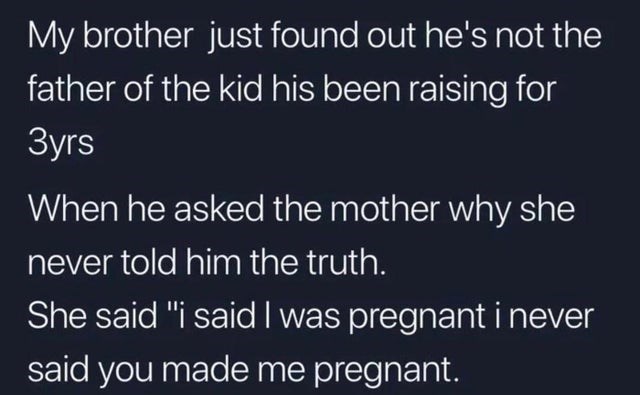 My brother just found out he's not the
father of the kid his been raising for
3yrs
When he asked the mother why she
never told him the truth.
She said "i said I was pregnant i never
said you made me pregnant.